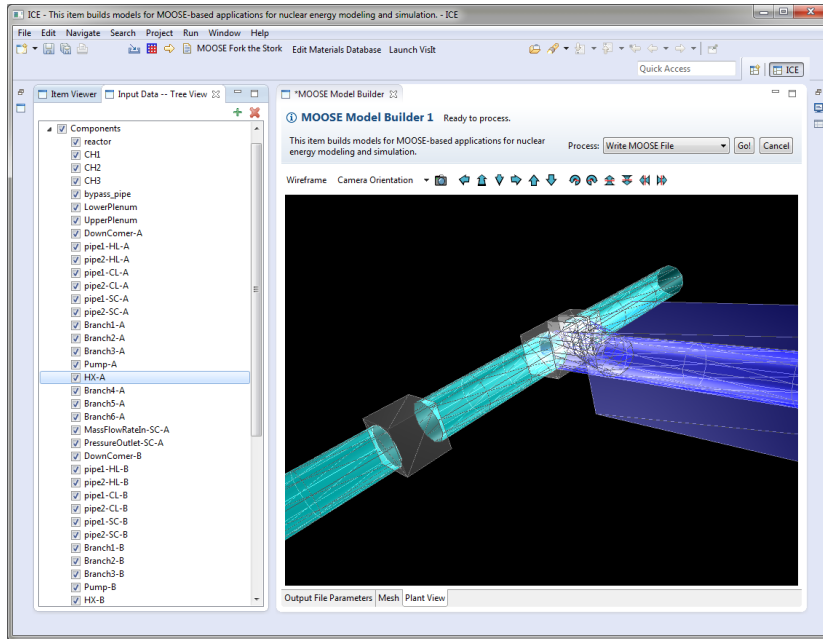 ICE - This item builds models for MOOSE-based applications for nuclear energy modeling and simulation. - ICE
File Edit Navigate Search Project Run Window Help
MOOSE Fork the Stork Edit Materials Database Launch VisIt
Quick Access ICE
Item Viewer Input Data -- Tree View
Components
reactor
CH1
CH2
CH3
bypass_pipe
LowerPlenum
UpperPlenum
DownComer-A
pipe1-HL-A
pipe2-HL-A
pipe1-CL-A
pipe2-CL-A
pipe1-SC-A
pipe2-SC-A
Branch1-A
Branch2-A
Branch3-A
Pump-A
HX-A
Branch4-A
Branch5-A
Branch6-A
MassFlowRateIn-SC-A
PressureOutlet-SC-A
DownComer-B
pipe1-HL-B
pipe2-HL-B
pipe1-CL-B
pipe2-CL-B
pipe1-SC-B
pipe2-SC-B
Branch1-B
Branch2-B
Branch3-B
Pump-B
HX-B
*MOOSE Model Builder
MOOSE Model Builder 1 Ready to process.
This item builds models for MOOSE-based applications for nuclear
energy modeling and simulation.
Process: Write MOOSE File Go! Cancel
Wireframe Camera Orientation
Output File Parameters Mesh Plant View